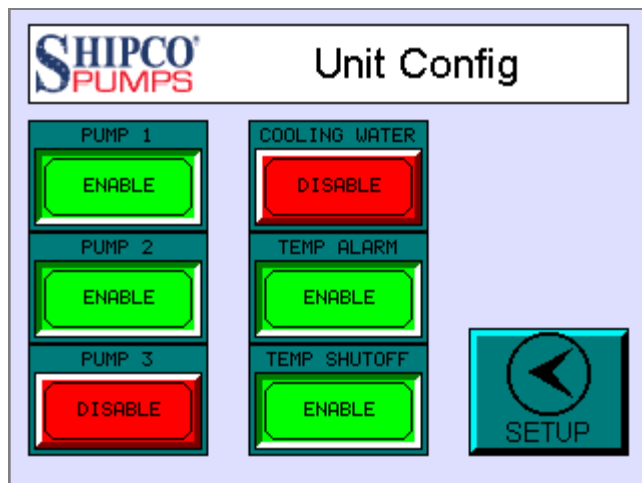 SHIPCO®
PUMPS
Unit Config
PUMP 1
ENABLE
PUMP 2
ENABLE
PUMP 3
DISABLE
COOLING WATER
DISABLE
TEMP ALARM
ENABLE
TEMP SHUTOFF
ENABLE
SETUP